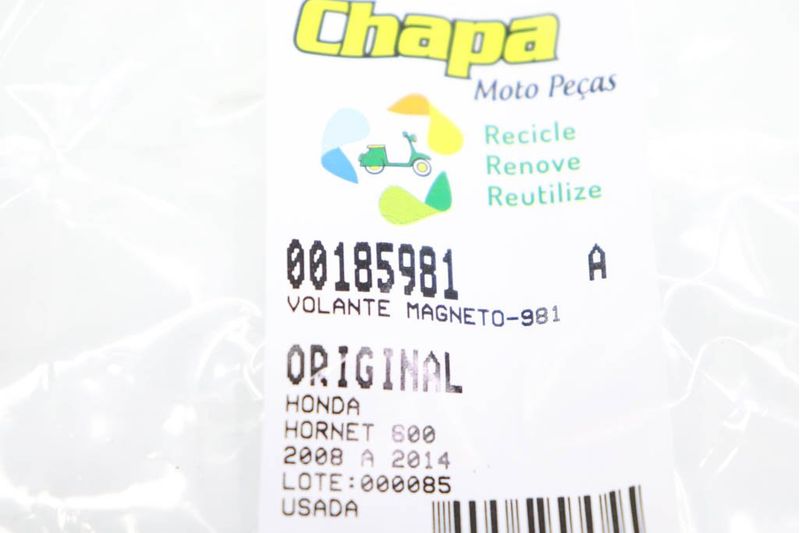 Chapa
Moto Peças
Recicle
Renove
Reutilize
00185981 A
VOLANTE MAGNETO-981
ORIGINAL
HONDA
HORNET 600
2008 A 2014
LOTE:000085
USADA